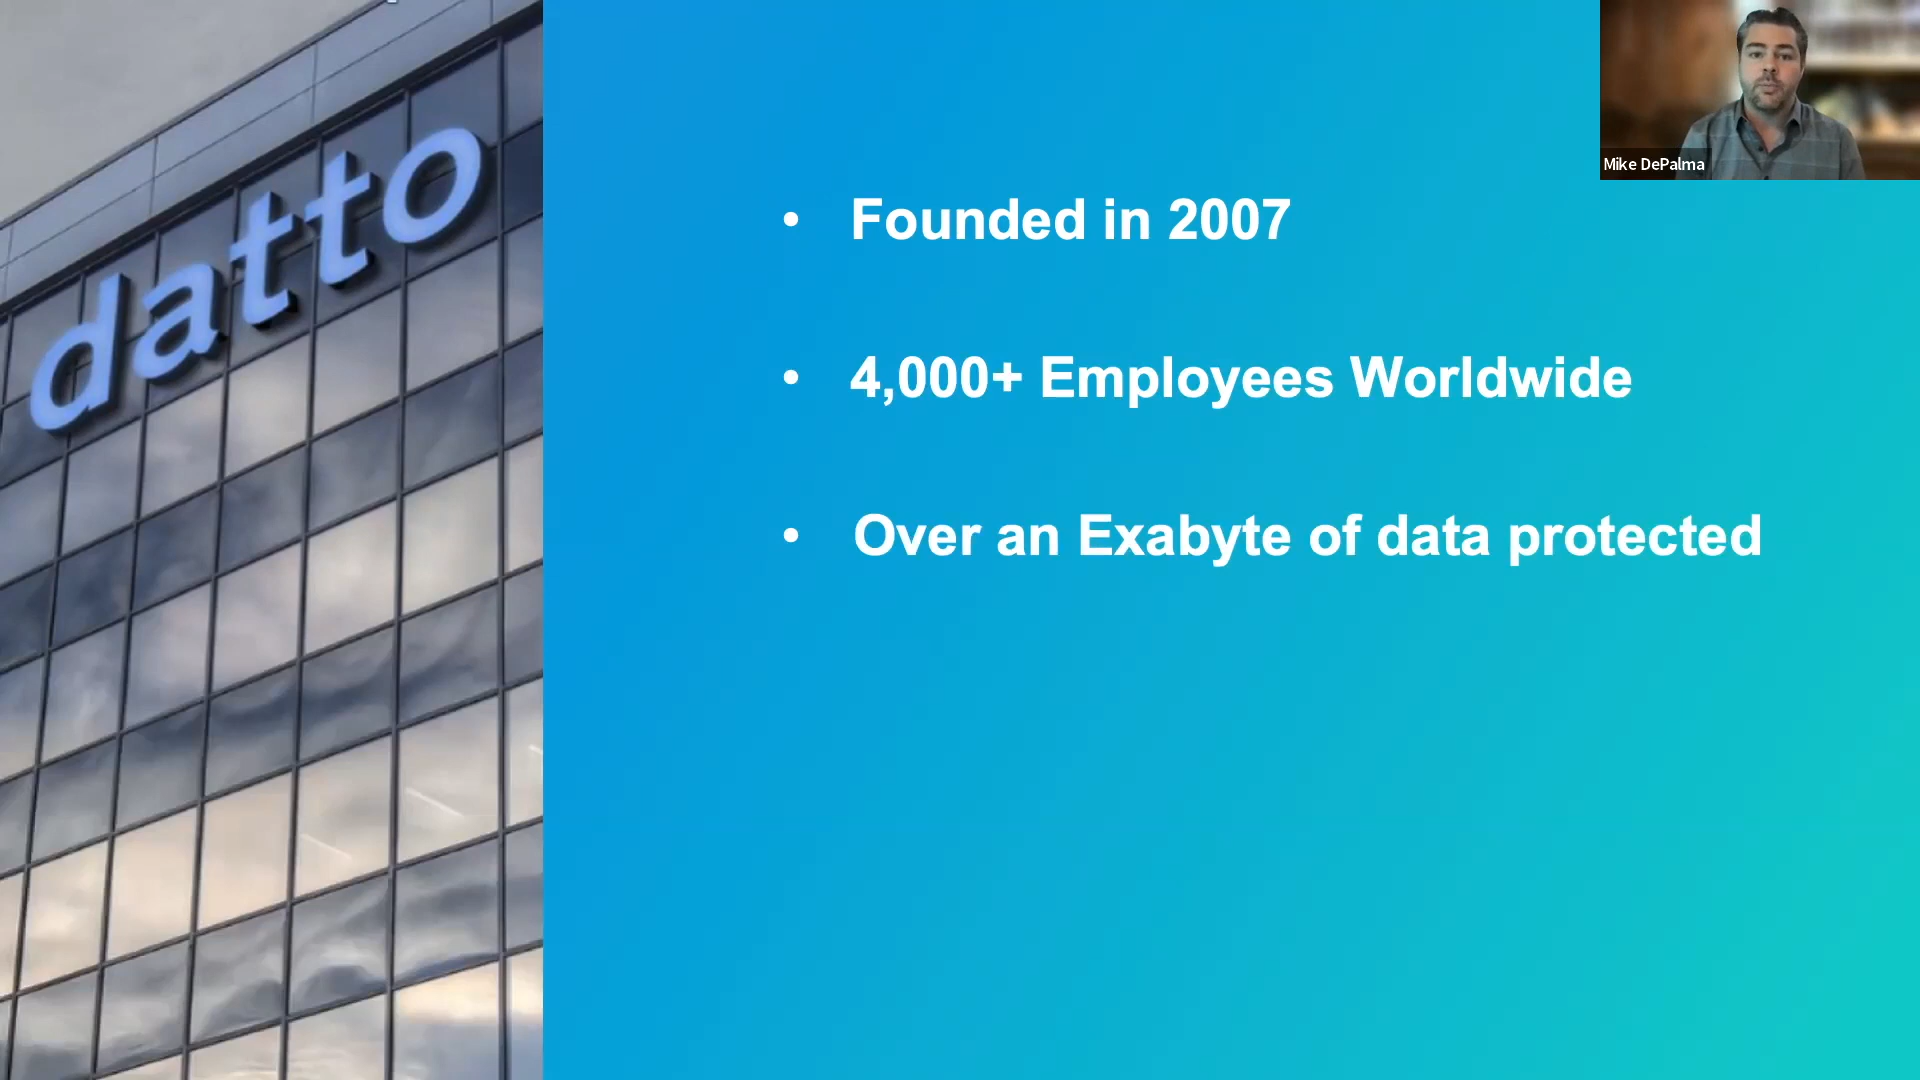 datto
Founded in 2007
4,000+ Employees Worldwide
Over an Exabyte of data protected
Mike DePalma